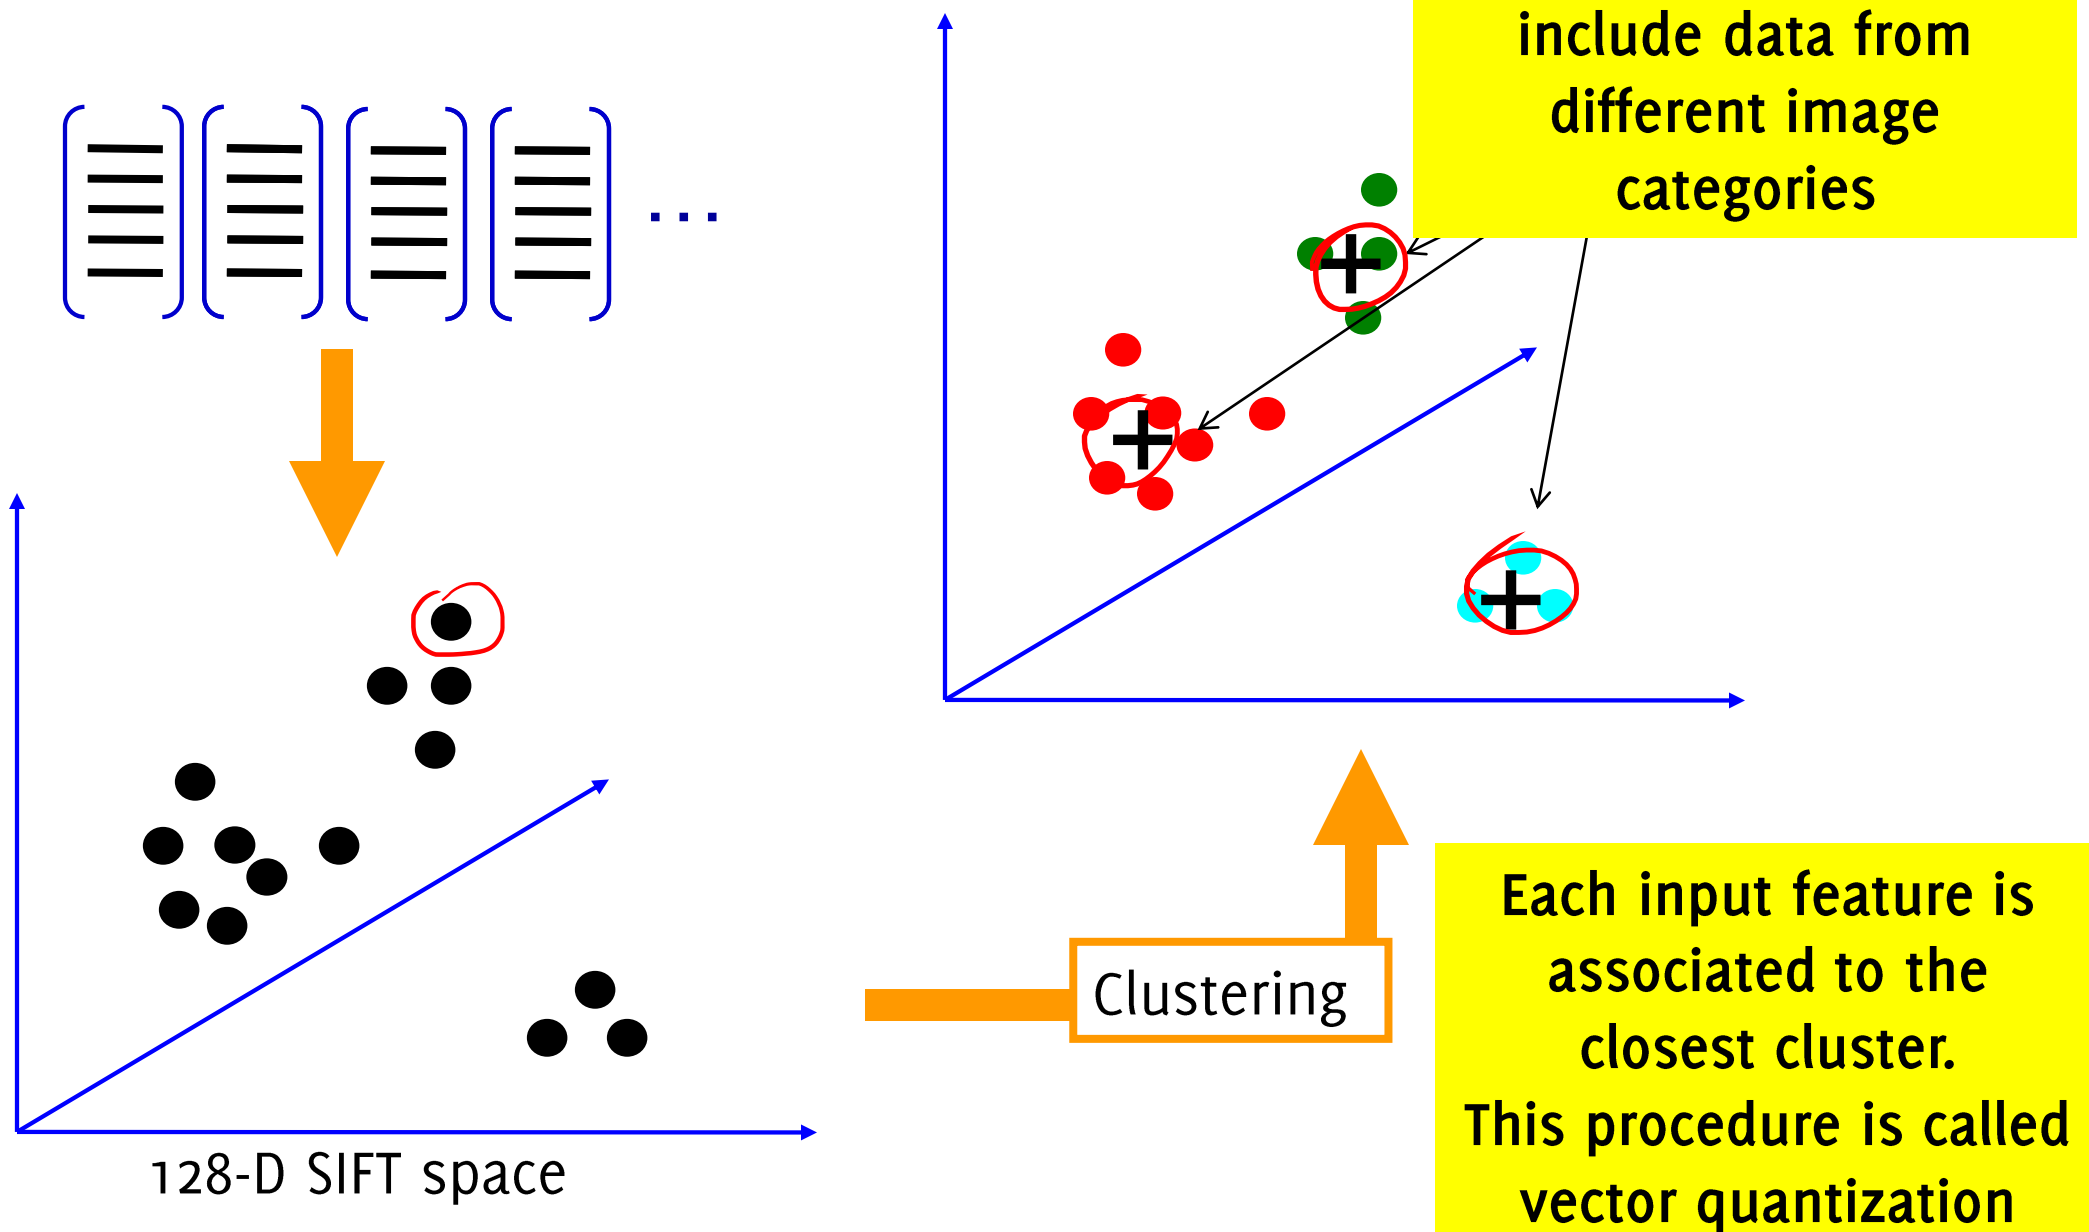 include data from
different image
categories
...
128-D SIFT space
Clustering
Each input feature is
associated to the
closest cluster.
This procedure is called
vector quantization